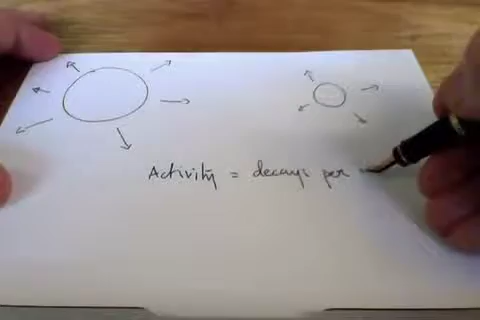 Activity = decays per